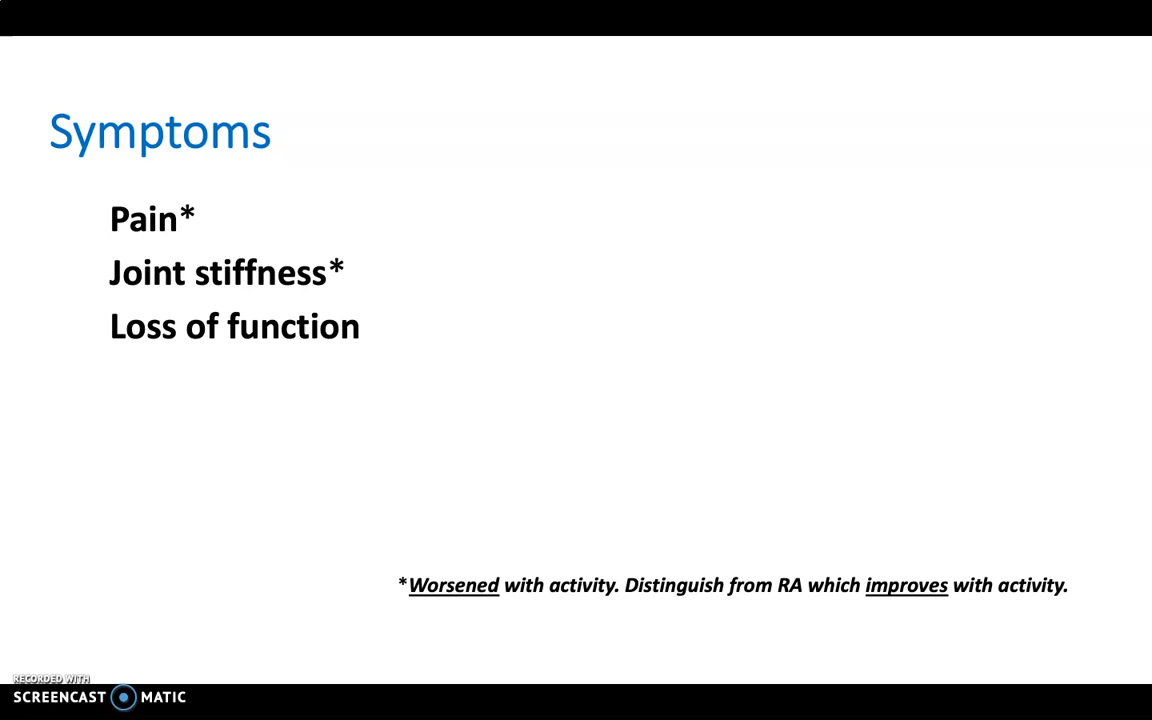 Symptoms
Pain*
Joint stiffness*
Loss of function
*Worsened with activity. Distinguish from RA which improves with activity.
RECORDED WITH
SCREENCAST MATIC